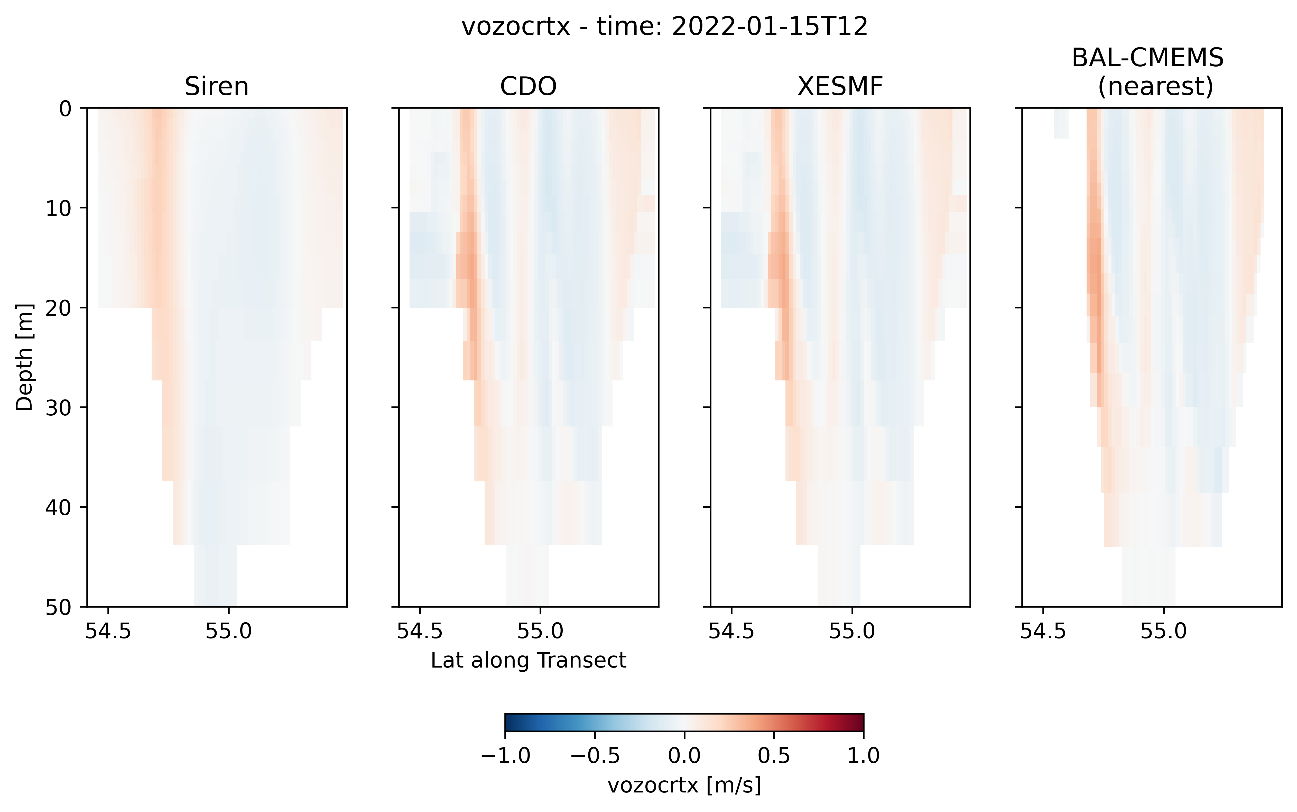 vozocrtx - time: 2022-01-15T12
Siren
CDO
XESMF
BAL-CMEMS
(nearest)
0
10
20
30
40
50
Depth [m]
54.5 55.0
54.5 55.0
54.5 55.0
54.5 55.0
Lat along Transect
−1.0 −0.5 0.0 0.5 1.0
vozocrtx [m/s]